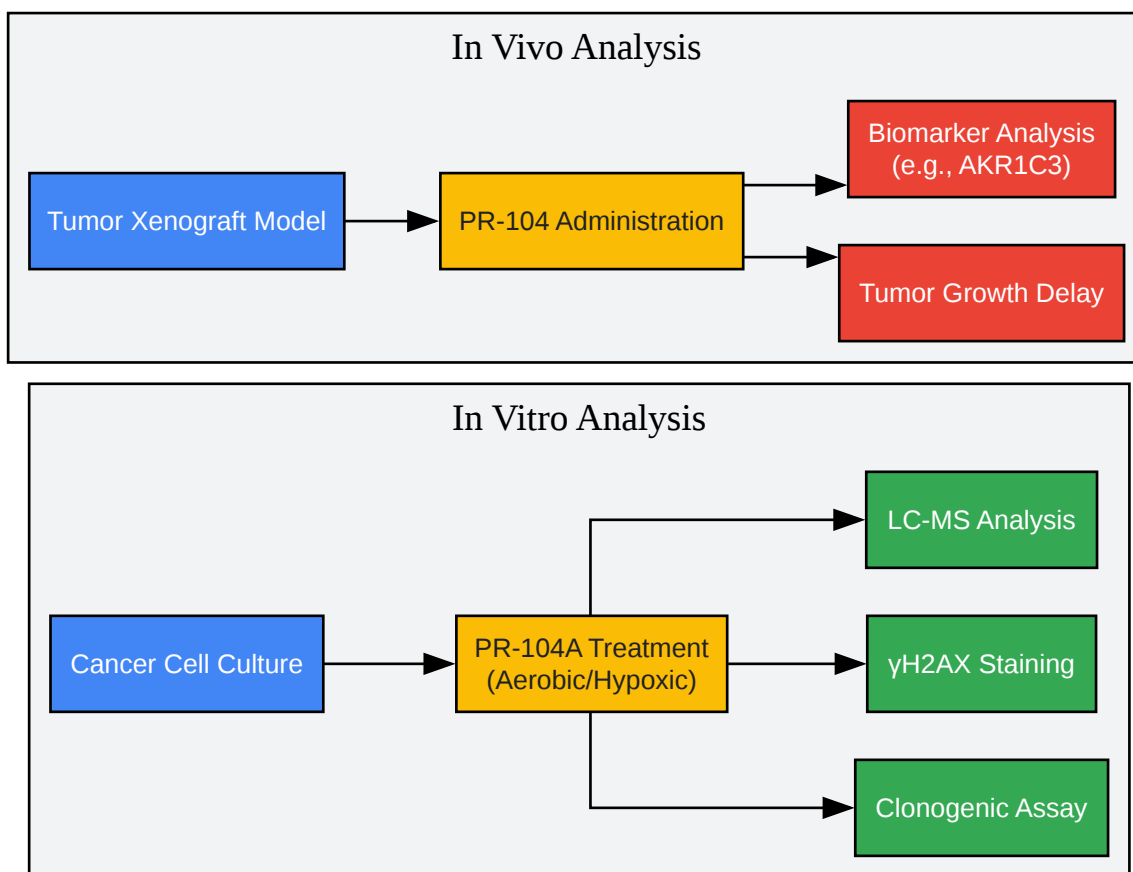 In Vivo Analysis
Biomarker Analysis
(e.g., AKR1C3)
Tumor Xenograft Model
PR-104 Administration
Tumor Growth Delay
In Vitro Analysis
LC-MS Analysis
Cancer Cell Culture
PR-104A Treatment
(Aerobic/Hypoxic)
γH2AX Staining
Clonogenic Assay